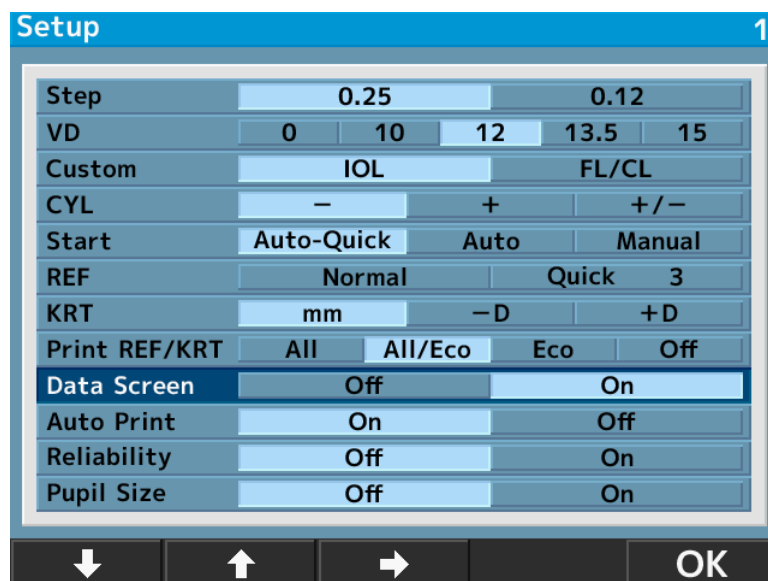 Setup 1
Step 0.25 0.12
VD 0 10 12 13.5 15
Custom IOL FL/CL
CYL − + +/−
Start Auto-Quick Auto Manual
REF Normal Quick 3
KRT mm −D +D
Print REF/KRT All All/Eco Eco Off
Data Screen Off On
Auto Print On Off
Reliability Off On
Pupil Size Off On
OK